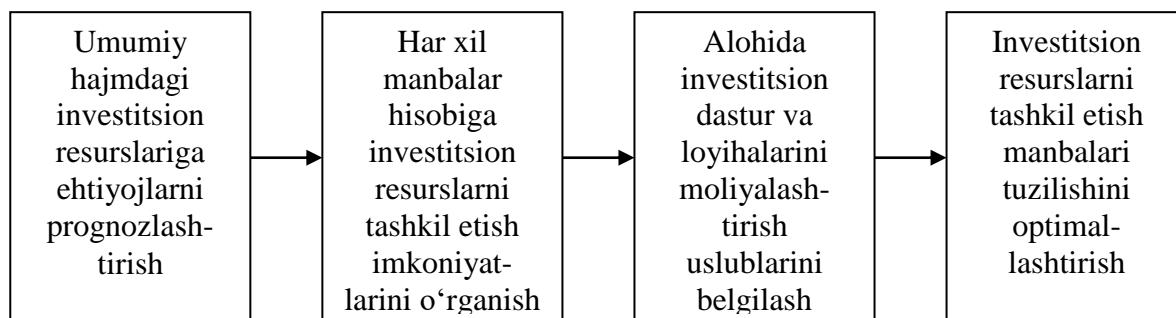 Umumiy
hajmdagi
investitsion
resurslariga
ehtiyojlarni
prognozlash-
tirish
Har xil
manbalar
hisobiga
investitsion
resurslarni
tashkil etish
imkoniyat-
larini o‘rganish
Alohida
investitsion
dastur va
loyihalarini
moliyalash-
tirish
uslublarini
belgilash
Investitsion
resurslarni
tashkil etish
manbalari
tuzilishini
optimal-
lashtirish